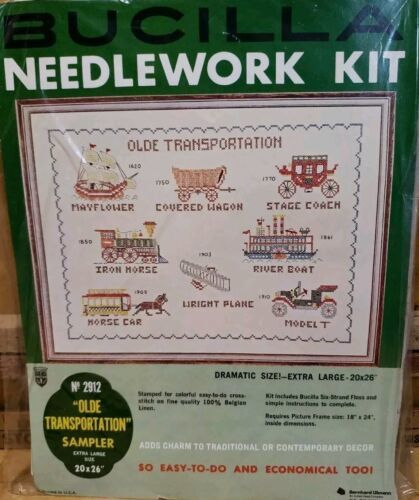 BUCILLA
NEEDLEWORK KIT
OLDE TRANSPORTATION
1620
MAYFLOWER
1750
COVERED WAGON
1770
STAGE COACH
1850
IRON HORSE
1903
WRIGHT PLANE
1861
RIVER BOAT
1905
HORSE CAR
1910
MODEL T
DRAMATIC SIZE!—EXTRA LARGE-20x26"
Nº 2912
"OLDE
TRANSPORTATION"
SAMPLER
EXTRA LARGE
SIZE
20x26"
Stamped for colorful easy-to-do cross-
stitch on fine quality 100% Belgian
Linen.
Kit includes Bucilla Six-Strand Floss and
simple instructions to complete.
Requires Picture Frame size: 18" x 24",
inside dimensions.
ADDS CHARM TO TRADITIONAL OR CONTEMPORARY DECOR
SO EASY-TO-DO AND ECONOMICAL TOO!
in U.S.A.
Bernhard Ulmann